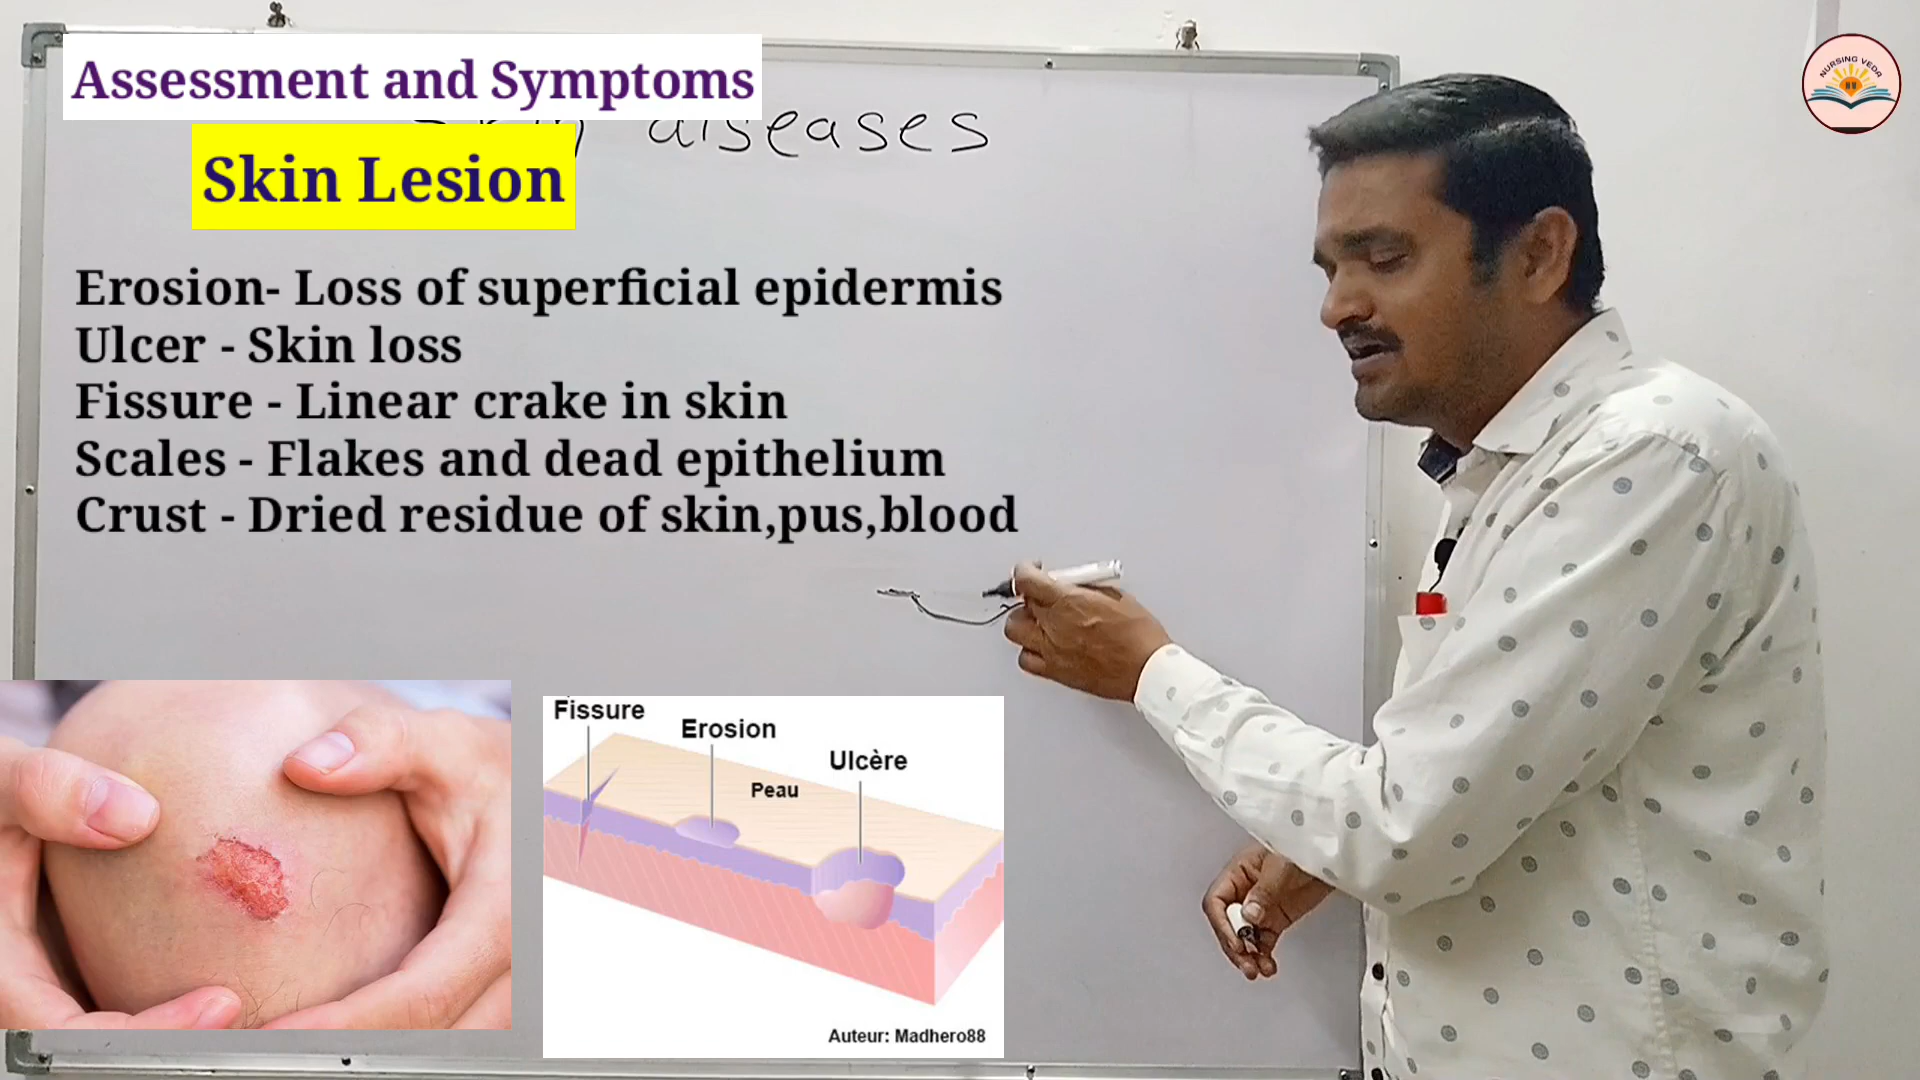 Assessment and Symptoms
Skin diseases
Skin Lesion
NURSING VEDA
Erosion- Loss of superficial epidermis
Ulcer - Skin loss
Fissure - Linear crake in skin
Scales - Flakes and dead epithelium
Crust - Dried residue of skin,pus,blood
Fissure
Erosion
Ulcère
Peau
Auteur: Madhero88